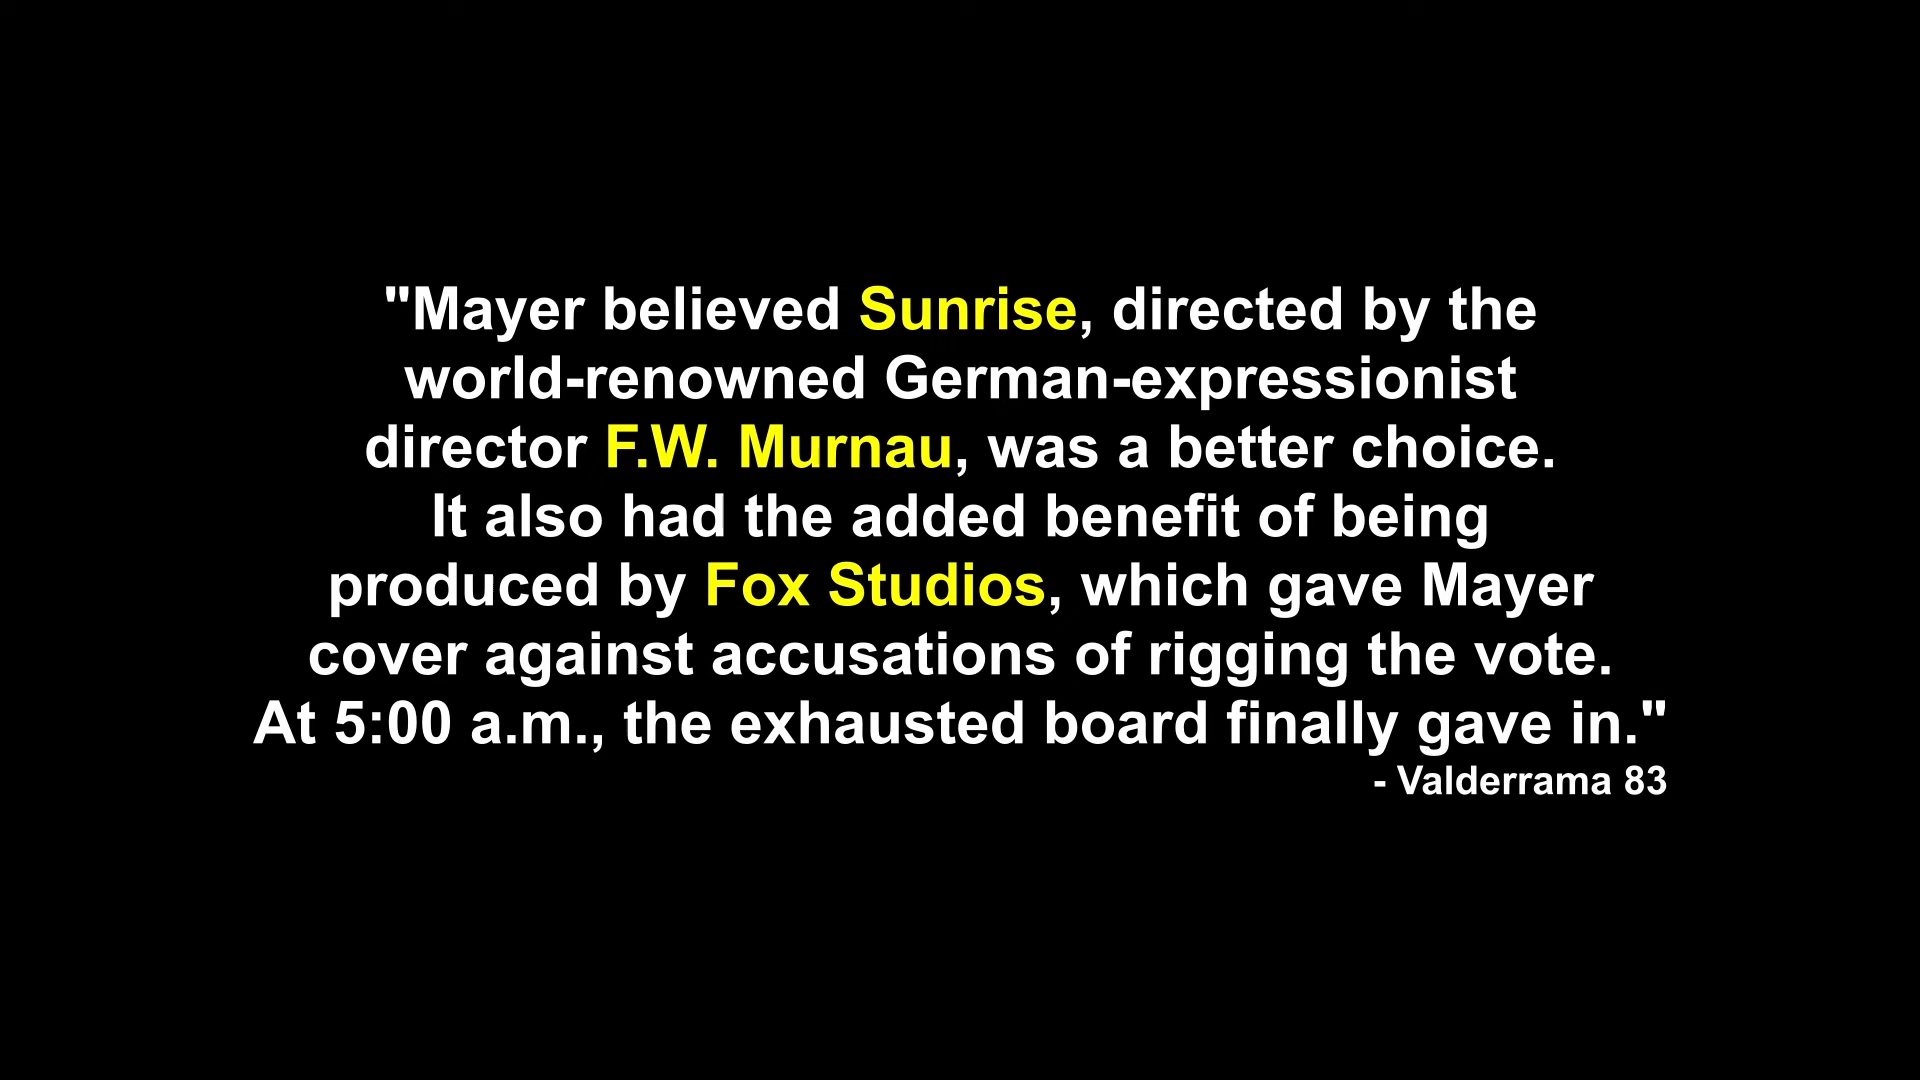 "Mayer believed Sunrise, directed by the
world-renowned German-expressionist
director F.W. Murnau, was a better choice.
It also had the added benefit of being
produced by Fox Studios, which gave Mayer
cover against accusations of rigging the vote.
At 5:00 a.m., the exhausted board finally gave in."
- Valderrama 83